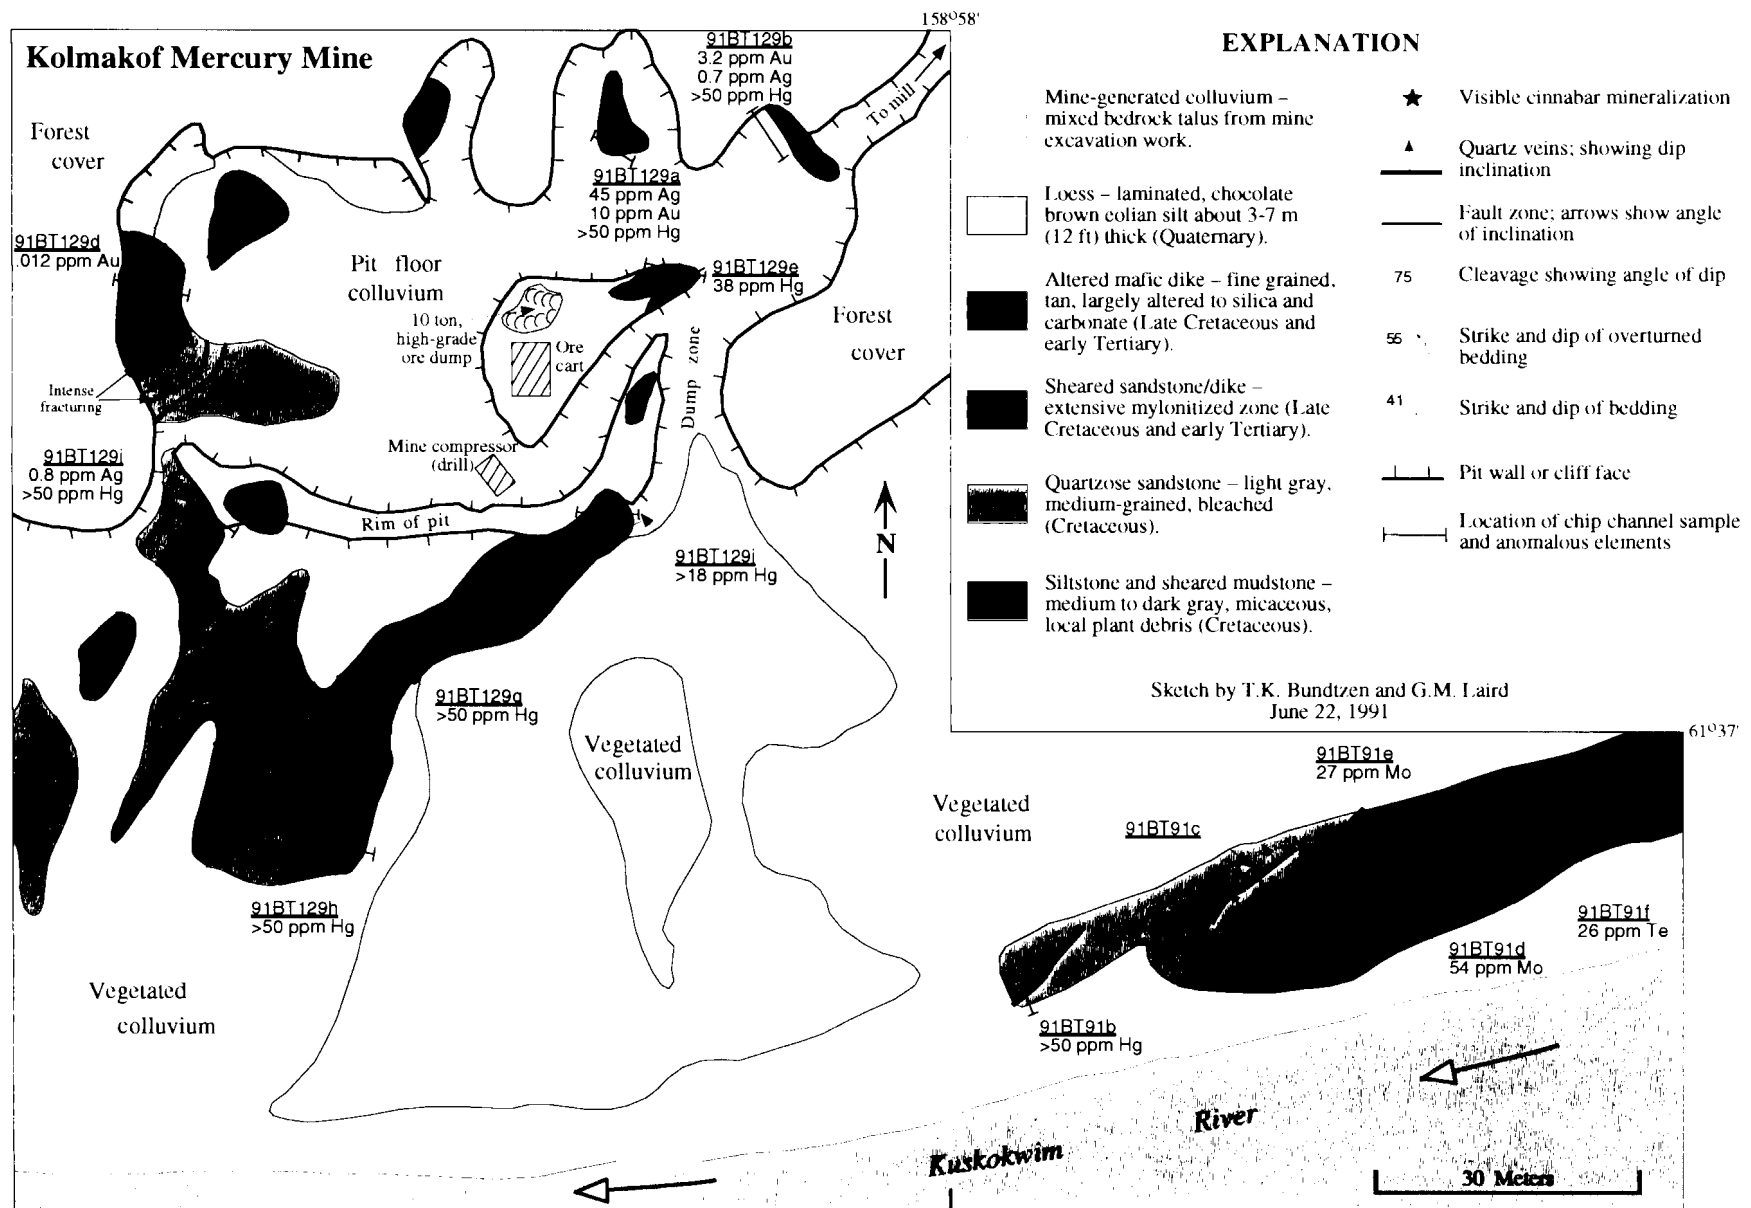 158°58'
Kolmakof Mercury Mine
91BT129b
3.2 ppm Au
0.7 ppm Ag
>50 ppm Hg
To mill
Forest
cover
91BT129a
45 ppm Ag
10 ppm Au
>50 ppm Hg
91BT129d
.012 ppm Au
Pit floor
colluvium
91BT129e
38 ppm Hg
10 ton,
high-grade
ore dump
Ore
cart
Dump zone
Forest
cover
Intense
fracturing
Mine compressor
(drill)
91BT129i
0.8 ppm Ag
>50 ppm Hg
Rim of pit
N
91BT129i
>18 ppm Hg
91BT129g
>50 ppm Hg
Vegetated
colluvium
91BT129h
>50 ppm Hg
Vegetated
colluvium
EXPLANATION
Mine-generated colluvium –
mixed bedrock talus from mine
excavation work.
Loess – laminated, chocolate
brown eolian silt about 3-7 m
(12 ft) thick (Quaternary).
Altered mafic dike – fine grained,
tan, largely altered to silica and
carbonate (Late Cretaceous and
early Tertiary).
Sheared sandstone/dike –
extensive mylonitized zone (Late
Cretaceous and early Tertiary).
Quartzose sandstone – light gray,
medium-grained, bleached
(Cretaceous).
Siltstone and sheared mudstone –
medium to dark gray, micaceous,
local plant debris (Cretaceous).
Visible cinnabar mineralization
Quartz veins; showing dip
inclination
Fault zone; arrows show angle
of inclination
75 Cleavage showing angle of dip
55 Strike and dip of overturned
bedding
41 Strike and dip of bedding
Pit wall or cliff face
Location of chip channel sample
and anomalous elements
Sketch by T.K. Bundtzen and G.M. Laird
June 22, 1991
61°37'
91BT91e
27 ppm Mo
Vegetated
colluvium
91BT91c
91BT91f
26 ppm Te
91BT91d
54 ppm Mo
91BT91b
>50 ppm Hg
Kuskokwim River
30 Meters